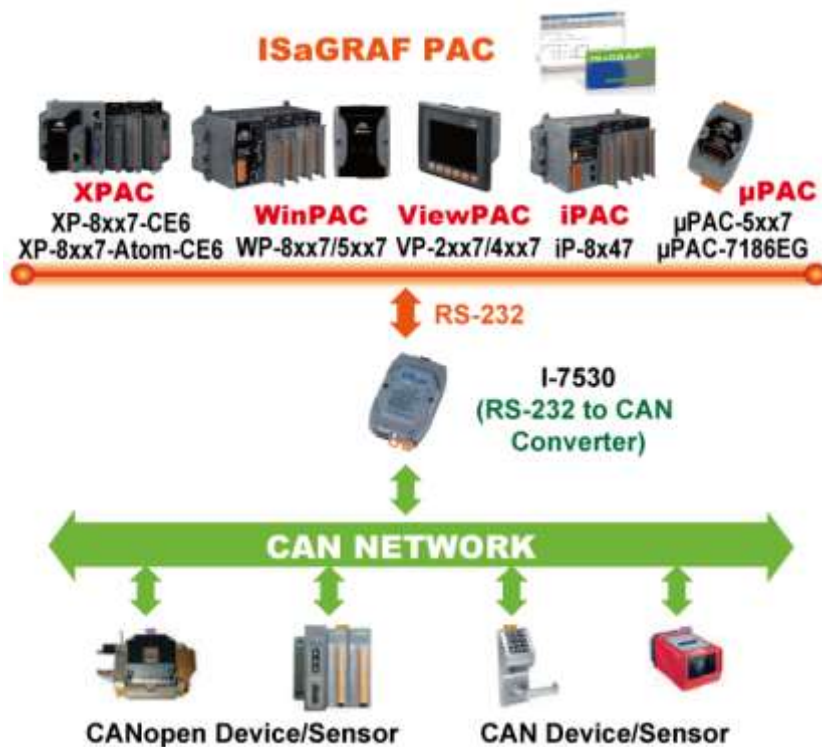 ISaGRAF PAC
XPAC
XP-8xx7-CE6
XP-8xx7-Atom-CE6
WinPAC
WP-8xx7/5xx7
ViewPAC
VP-2xx7/4xx7
iPAC
iP-8x47
µPAC
µPAC-5xx7
µPAC-7186EG
RS-232
I-7530
(RS-232 to CAN
Converter)
CAN NETWORK
CANopen Device/Sensor
CAN Device/Sensor